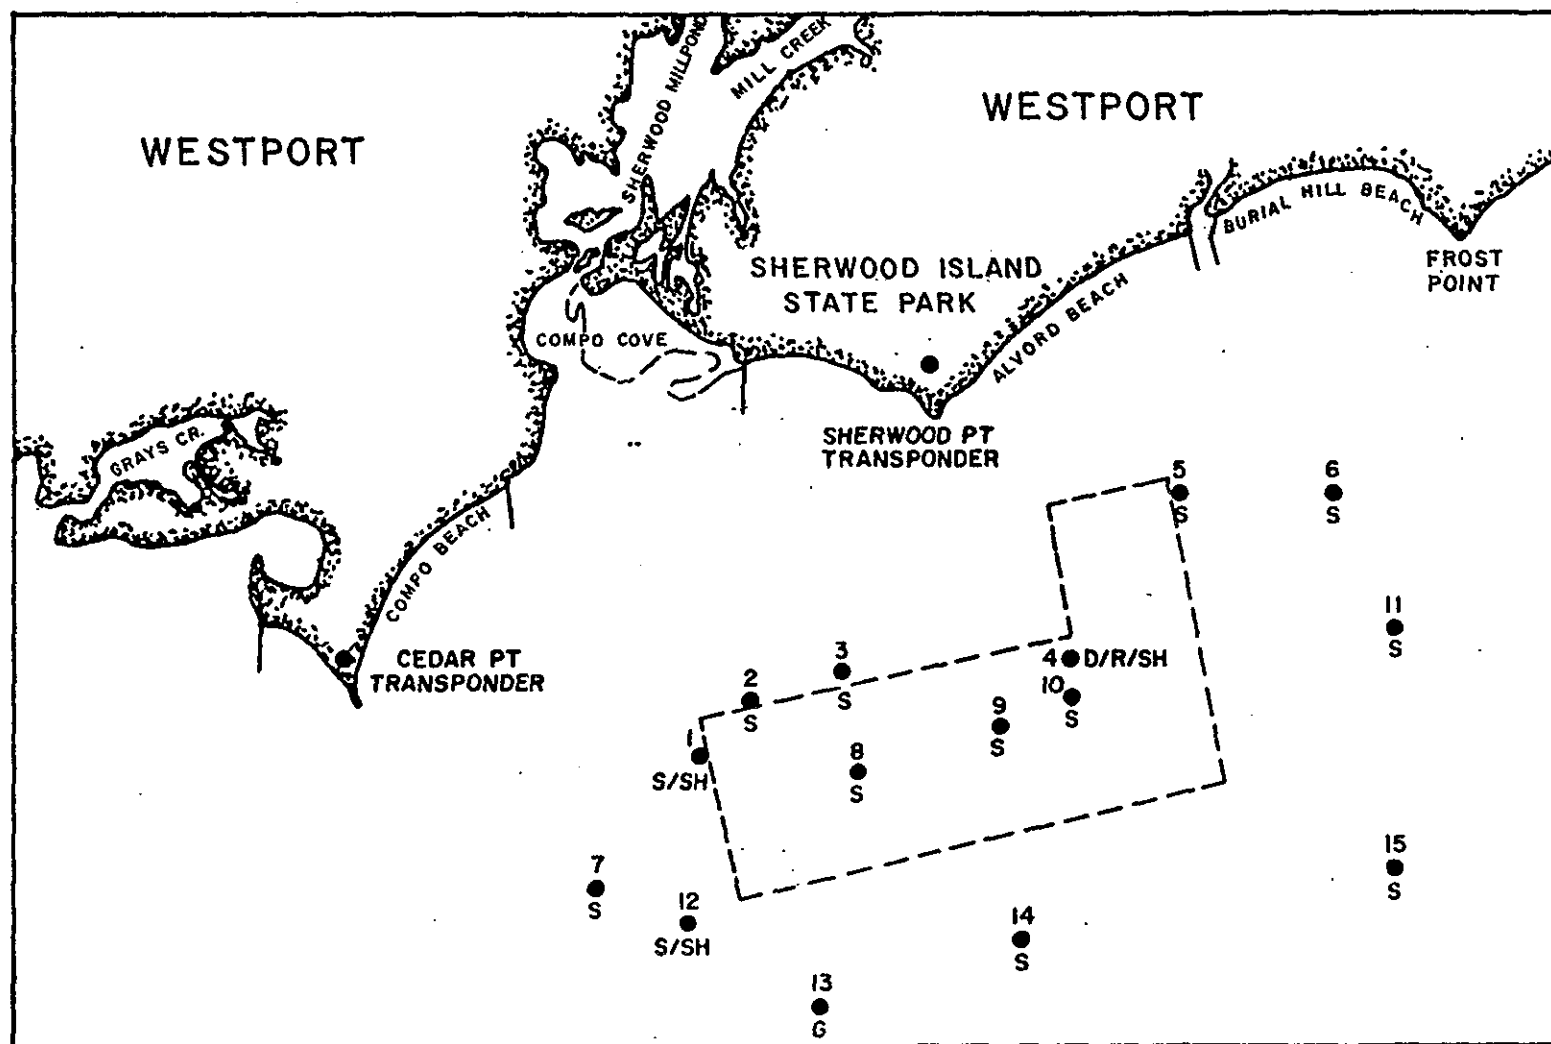 SHERWOOD MILLPOND
MILL CREEK
WESTPORT
WESTPORT
BURIAL HILL BEACH
FROST
POINT
SHERWOOD ISLAND
STATE PARK
ALVORD BEACH
COMPO COVE
SHERWOOD PT
TRANSPONDER
GRAYS CR.
COMPO BEACH
CEDAR PT
TRANSPONDER
5
S
6
S
11
S
3
S
4 D/R/SH
2
S
10
S
9
S
1
S/SH
8
S
7
S
12
S/SH
15
S
14
S
13
G